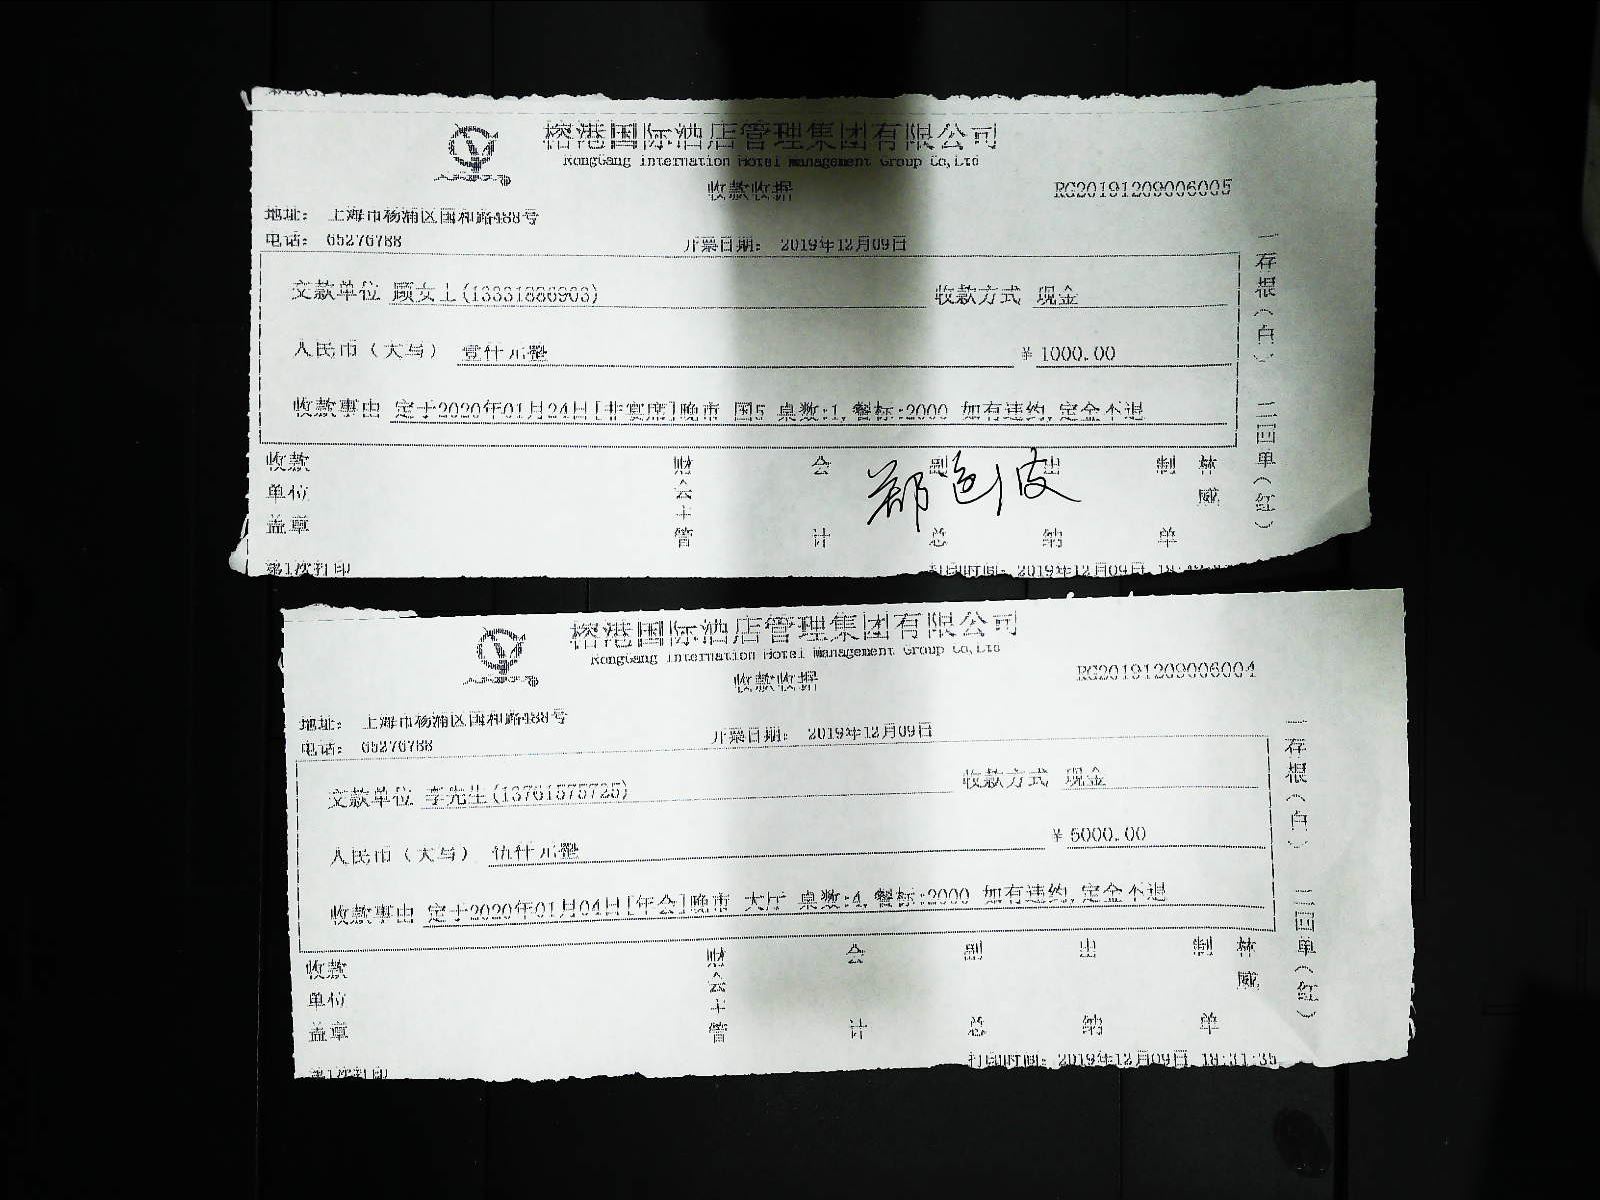 榕港国际酒店管理集团有限公司
RongGang Internation Hotel Management Group Co,Ltd
收款收据
RG20191209006005
地址： 上海市杨浦区国和路488号
电话： 65276788
开票日期： 2019年12月09日
交款单位 顾女士(13331886903) 收款方式 现金
人民币（大写） 壹仟元整 ¥ 1000.00
收款事由 定于2020年01月24日[非宴席]晚市 国5 桌数:1,餐标:2000 如有违约,定金不退
收款单位盖章 财会主管 会计 副总 出纳 制单 林威
一存根（白） 二回单（红）
第1次打印
打印时间： 2019年12月09日
榕港国际酒店管理集团有限公司
RongGang Internation Hotel Management Group Co,Ltd
收款收据
RG20191209006004
地址： 上海市杨浦区国和路488号
电话： 65276788
开票日期： 2019年12月09日
交款单位 李先生(13761575725) 收款方式 现金
人民币（大写） 伍仟元整 ¥ 5000.00
收款事由 定于2020年01月04日[年会]晚市 大厅 桌数:4,餐标:2000 如有违约,定金不退
收款单位盖章 财会主管 会计 副总 出纳 制单 林威
一存根（白） 二回单（红）
第1次打印
打印时间： 2019年12月09日 18:31:35